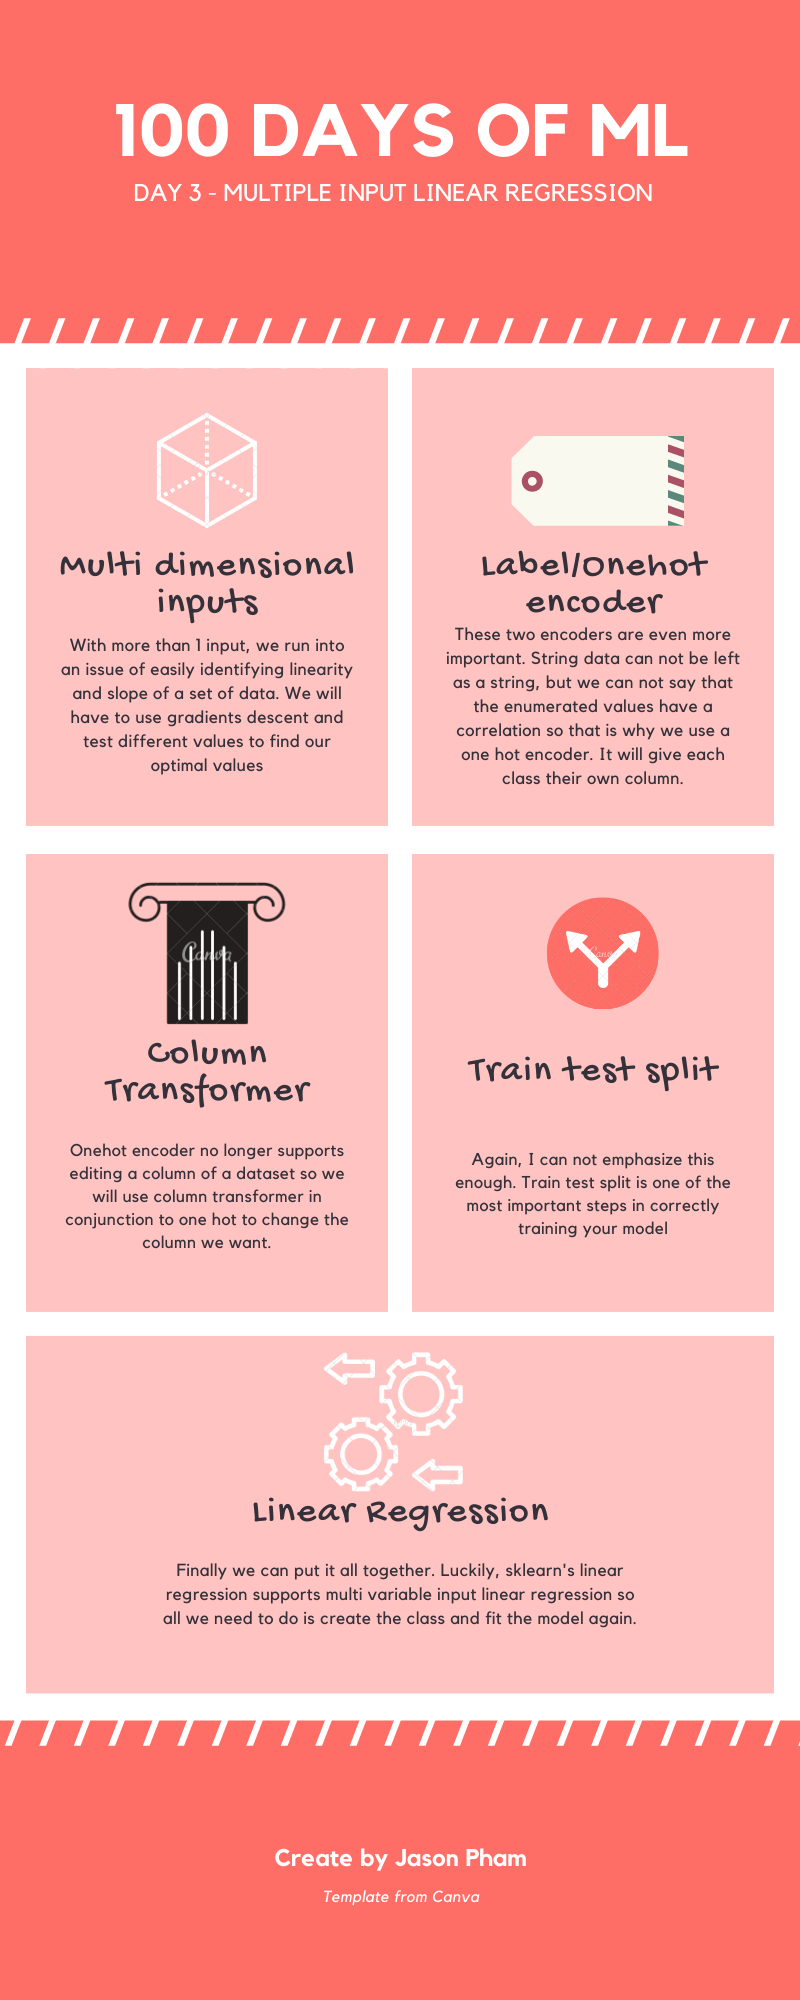 100 DAYS OF ML
DAY 3 - MULTIPLE INPUT LINEAR REGRESSION
Multi dimensional
inputs
With more than 1 input, we run into
an issue of easily identifying linearity
and slope of a set of data. We will
have to use gradients descent and
test different values to find our
optimal values
Label/Onehot
encoder
These two encoders are even more
important. String data can not be left
as a string, but we can not say that
the enumerated values have a
correlation so that is why we use a
one hot encoder. It will give each
class their own column.
Canva
Column
Transformer
Onehot encoder no longer supports
editing a column of a dataset so we
will use column transformer in
conjunction to one hot to change the
column we want.
Canva
Train test split
Again, I can not emphasize this
enough. Train test split is one of the
most important steps in correctly
training your model
Linear Regression
Finally we can put it all together. Luckily, sklearn's linear
regression supports multi variable input linear regression so
all we need to do is create the class and fit the model again.
Create by Jason Pham
Template from Canva